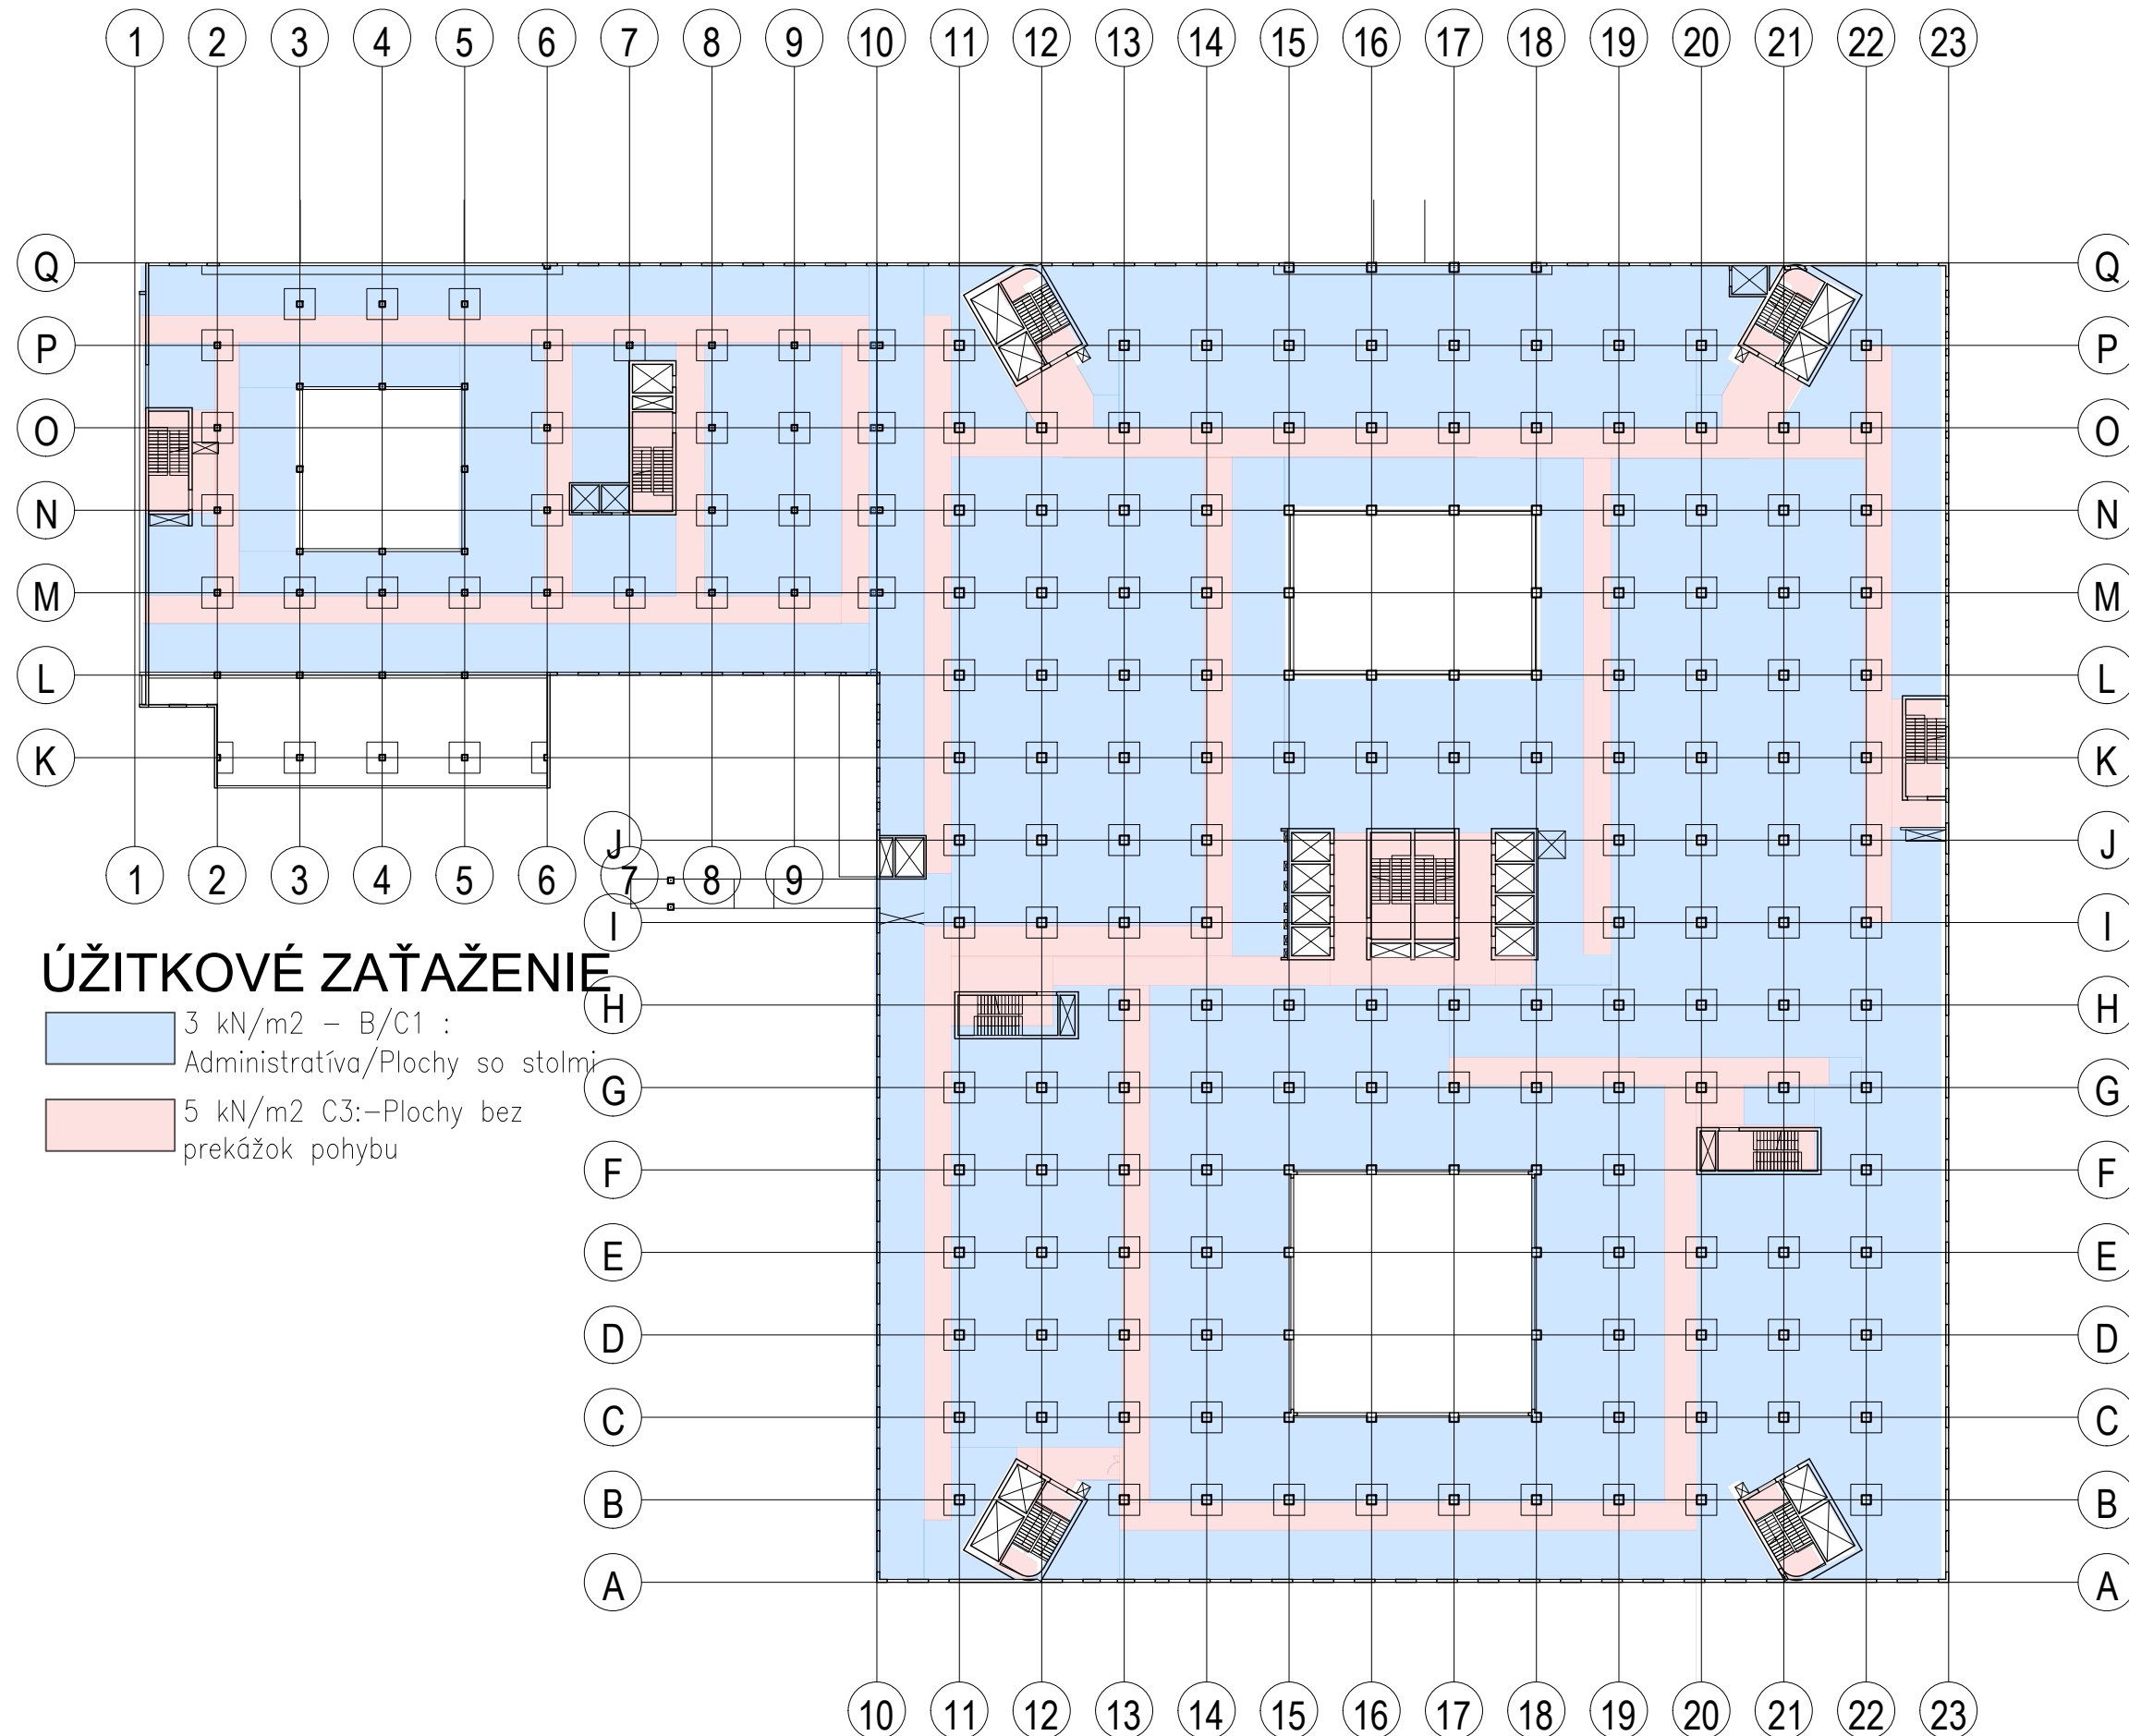 1 2 3 4 5 6 7 8 9 10 11 12 13 14 15 16 17 18 19 20 21 22 23
Q Q
P P
O O
N N
M M
L L
K K
J J
1 2 3 4 5 6 7 8 9
I I
ÚŽITKOVÉ ZAŤAŽENIE
H H
3 kN/m2 – B/C1 :
Administratíva/Plochy so stolmi
G G
5 kN/m2 C3:–Plochy bez
prekážok pohybu
F F
E E
D D
C C
B B
A A
10 11 12 13 14 15 16 17 18 19 20 21 22 23